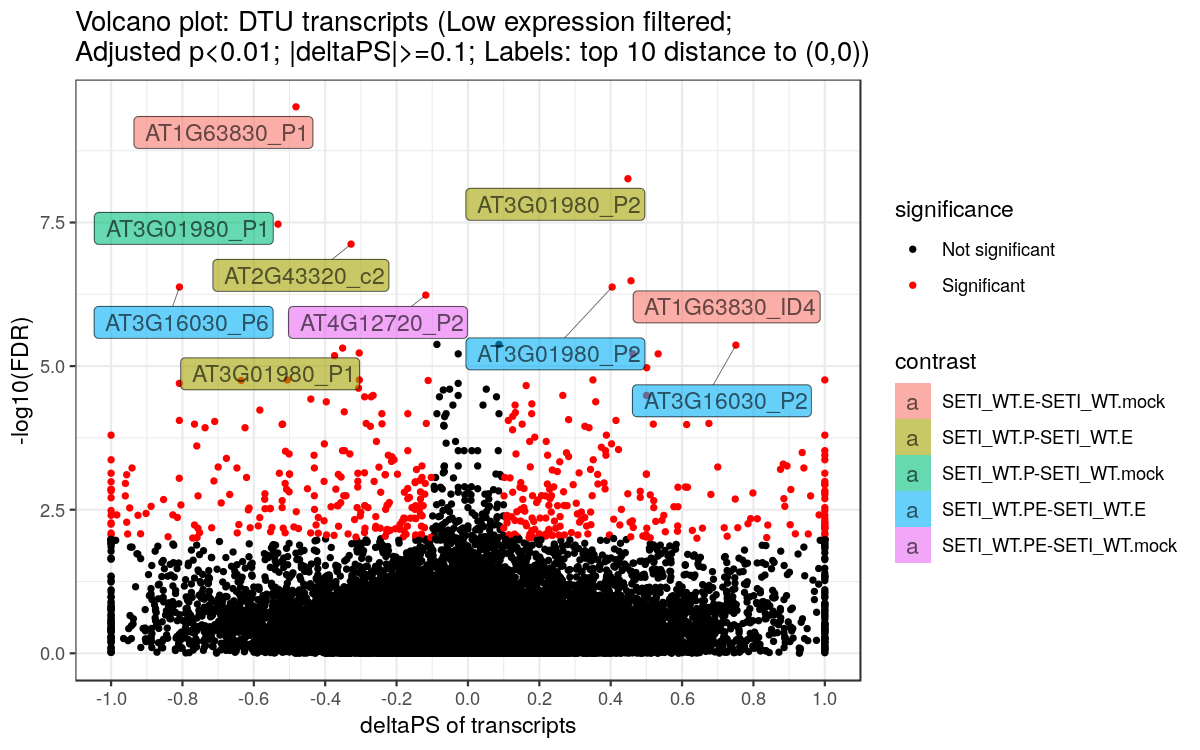 Volcano plot: DTU transcripts (Low expression filtered;
Adjusted p<0.01; |deltaPS|>=0.1; Labels: top 10 distance to (0,0))
-log10(FDR)
7.5
5.0
2.5
0.0
AT1G63830_P1
AT3G01980_P2
AT3G01980_P1
AT2G43320_c2
AT1G63830_ID4
AT3G16030_P6
AT4G12720_P2
AT3G01980_P2
AT3G01980_P1
AT3G16030_P2
-1.0 -0.8 -0.6 -0.4 -0.2 0.0 0.2 0.4 0.6 0.8 1.0
deltaPS of transcripts
significance
Not significant
Significant
contrast
a SETI_WT.E-SETI_WT.mock
a SETI_WT.P-SETI_WT.E
a SETI_WT.P-SETI_WT.mock
a SETI_WT.PE-SETI_WT.E
a SETI_WT.PE-SETI_WT.mock